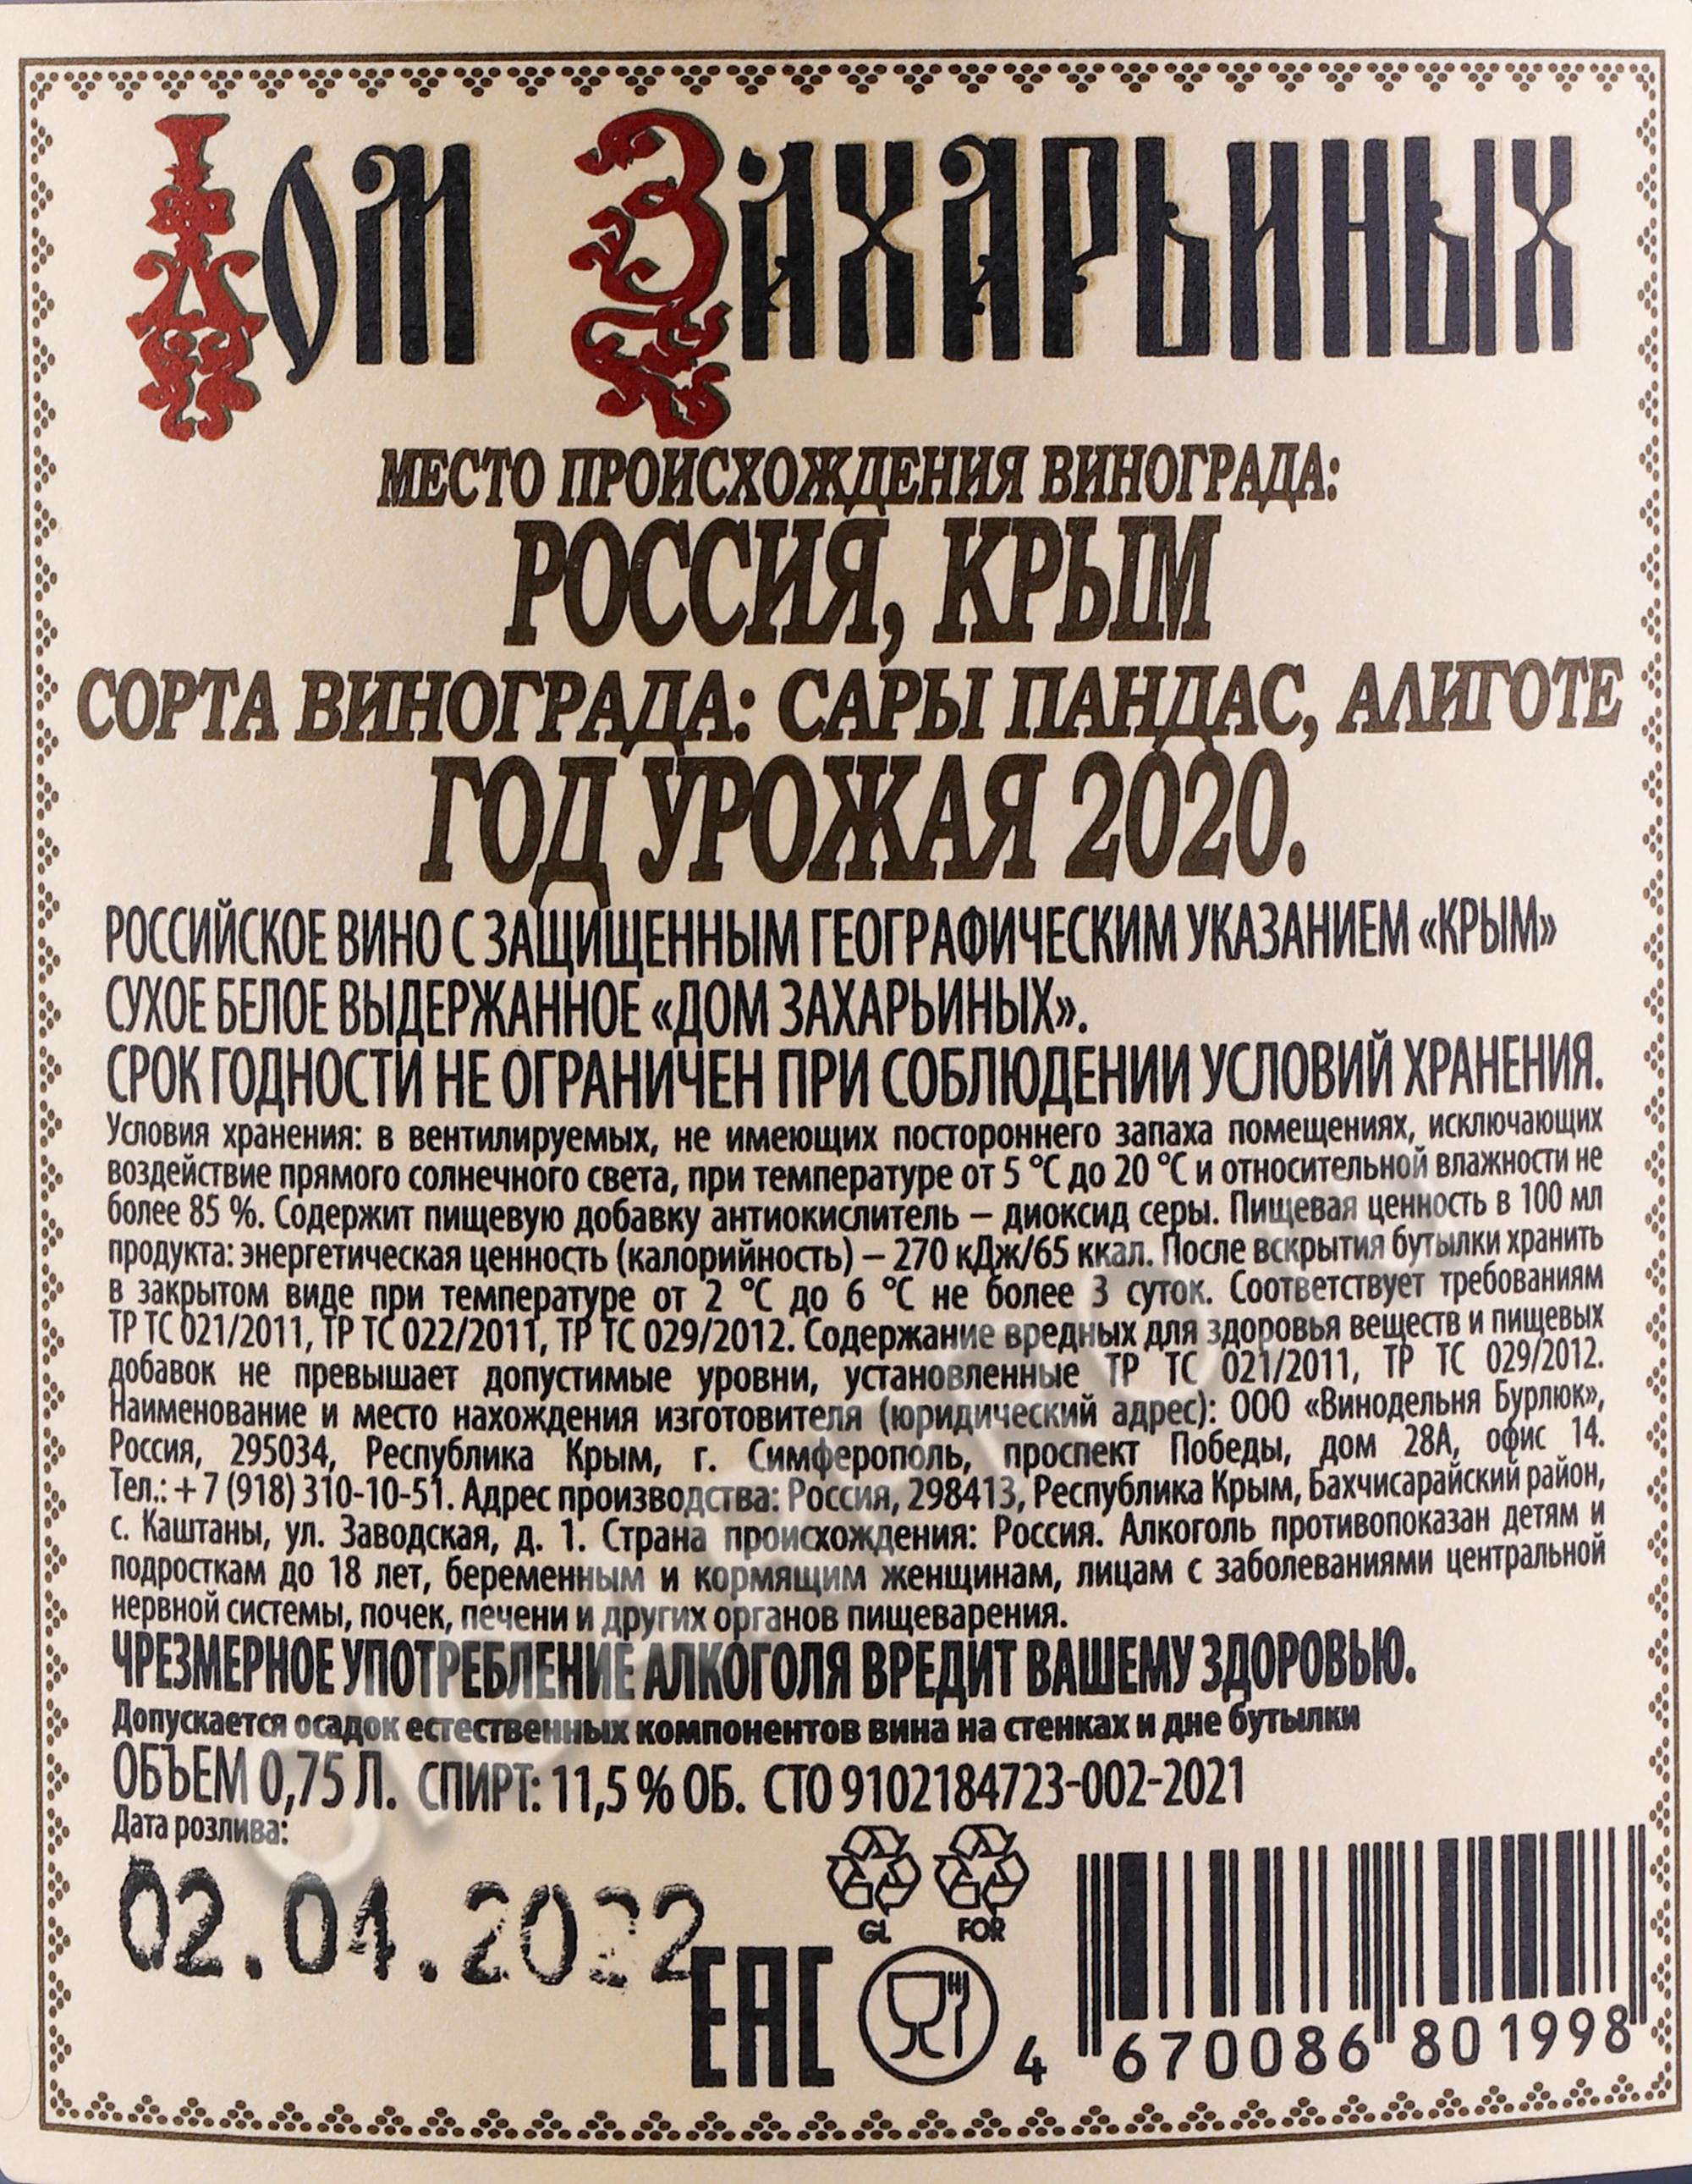 Дом Захарьиных
МЕСТО ПРОИСХОЖДЕНИЯ ВИНОГРАДА:
РОССИЯ, КРЫМ
СОРТА ВИНОГРАДА: САРЫ ПАНДАС, АЛИГОТЕ
ГОД УРОЖАЯ 2020.
РОССИЙСКОЕ ВИНО С ЗАЩИЩЕННЫМ ГЕОГРАФИЧЕСКИМ УКАЗАНИЕМ «КРЫМ»
СУХОЕ БЕЛОЕ ВЫДЕРЖАННОЕ «ДОМ ЗАХАРЬИНЫХ».
СРОК ГОДНОСТИ НЕ ОГРАНИЧЕН ПРИ СОБЛЮДЕНИИ УСЛОВИЙ ХРАНЕНИЯ.
Условия хранения: в вентилируемых, не имеющих постороннего запаха помещениях, исключающих
воздействие прямого солнечного света, при температуре от 5 °С до 20 °С и относительной влажности не
более 85 %. Содержит пищевую добавку антиокислитель – диоксид серы. Пищевая ценность в 100 мл
продукта: энергетическая ценность (калорийность) – 270 кДж/65 ккал. После вскрытия бутылки хранить
в закрытом виде при температуре от 2 °С до 6 °С не более 3 суток. Соответствует требованиям
ТР ТС 021/2011, ТР ТС 022/2011, ТР ТС 029/2012. Содержание вредных для здоровья веществ и пищевых
добавок не превышает допустимые уровни, установленные ТР ТС 021/2011, ТР ТС 029/2012.
Наименование и место нахождения изготовителя (юридический адрес): ООО «Винодельня Бурлюк»,
Россия, 295034, Республика Крым, г. Симферополь, проспект Победы, дом 28А, офис 14.
Тел.: + 7 (918) 310-10-51. Адрес производства: Россия, 298413, Республика Крым, Бахчисарайский район,
с. Каштаны, ул. Заводская, д. 1. Страна происхождения: Россия. Алкоголь противопоказан детям и
подросткам до 18 лет, беременным и кормящим женщинам, лицам с заболеваниями центральной
нервной системы, почек, печени и других органов пищеварения.
ЧРЕЗМЕРНОЕ УПОТРЕБЛЕНИЕ АЛКОГОЛЯ ВРЕДИТ ВАШЕМУ ЗДОРОВЬЮ.
Допускается осадок естественных компонентов вина на стенках и дне бутылки
ОБЪЕМ 0,75 Л. СПИРТ: 11,5 % ОБ. СТО 9102184723-002-2021
Дата розлива:
02.04.2022
GL FOR
ЕАС
4 670086 801998